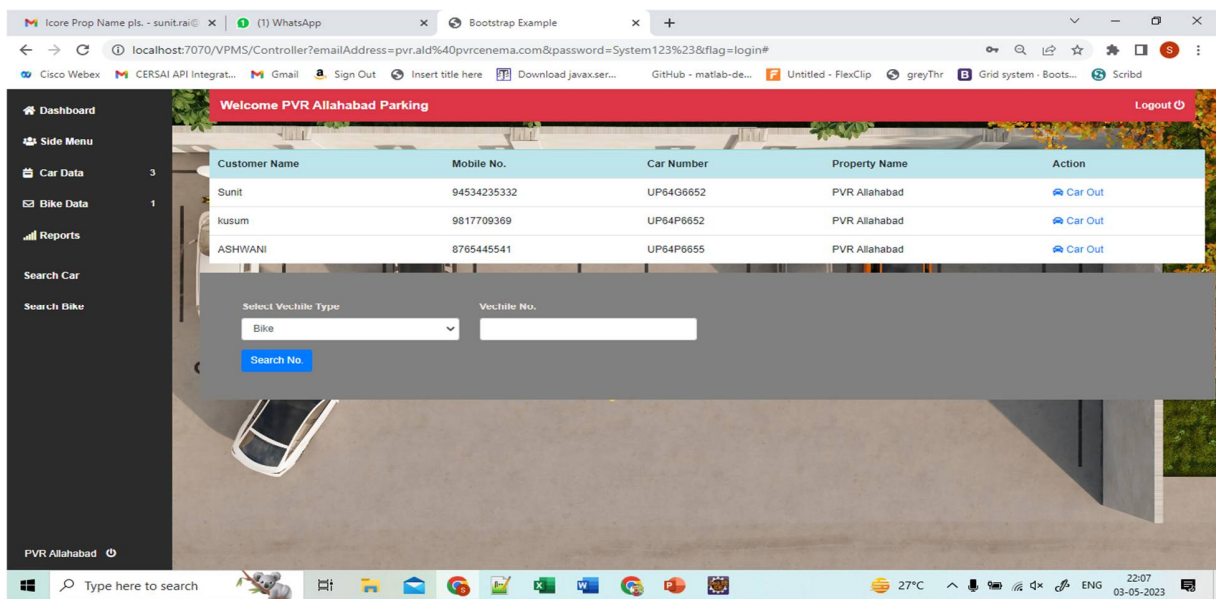 Icore Prop Name pls. - sunit.rai@
(1) WhatsApp
Bootstrap Example
localhost:7070/VPMS/Controller?emailAddress=pvr.ald%40pvrcenema.com&password=System123%23&flag=login#
S
Cisco Webex
CERSAI API Integrat...
Gmail
Sign Out
Insert title here
Download javax.ser...
GitHub - matlab-de...
Untitled - FlexClip
greyThr
Grid system · Boots...
Scribd
Dashboard
Side Menu
Car Data 3
Bike Data 1
Reports
Search Car
Search Bike
PVR Allahabad
Welcome PVR Allahabad Parking Logout
Customer Name Mobile No. Car Number Property Name Action
Sunit 94534235332 UP64G6652 PVR Allahabad Car Out
kusum 9817709369 UP64P6652 PVR Allahabad Car Out
ASHWANI 8765445541 UP64P6655 PVR Allahabad Car Out
Select Vechile Type Vechile No.
Bike
Search No.
Type here to search
27°C
ENG
22:07
03-05-2023